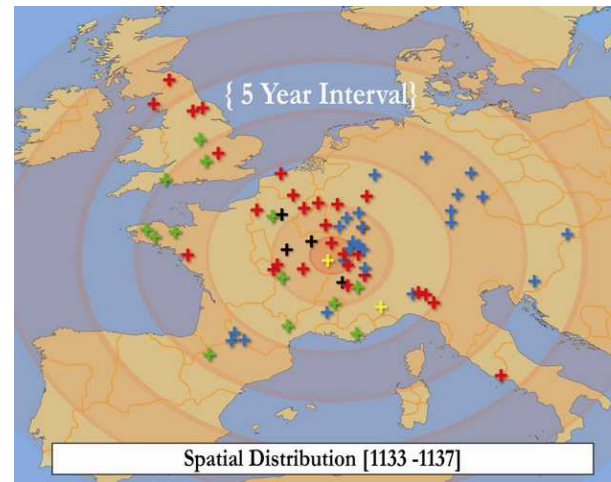 { 5 Year Interval}
Spatial Distribution [1133 -1137]